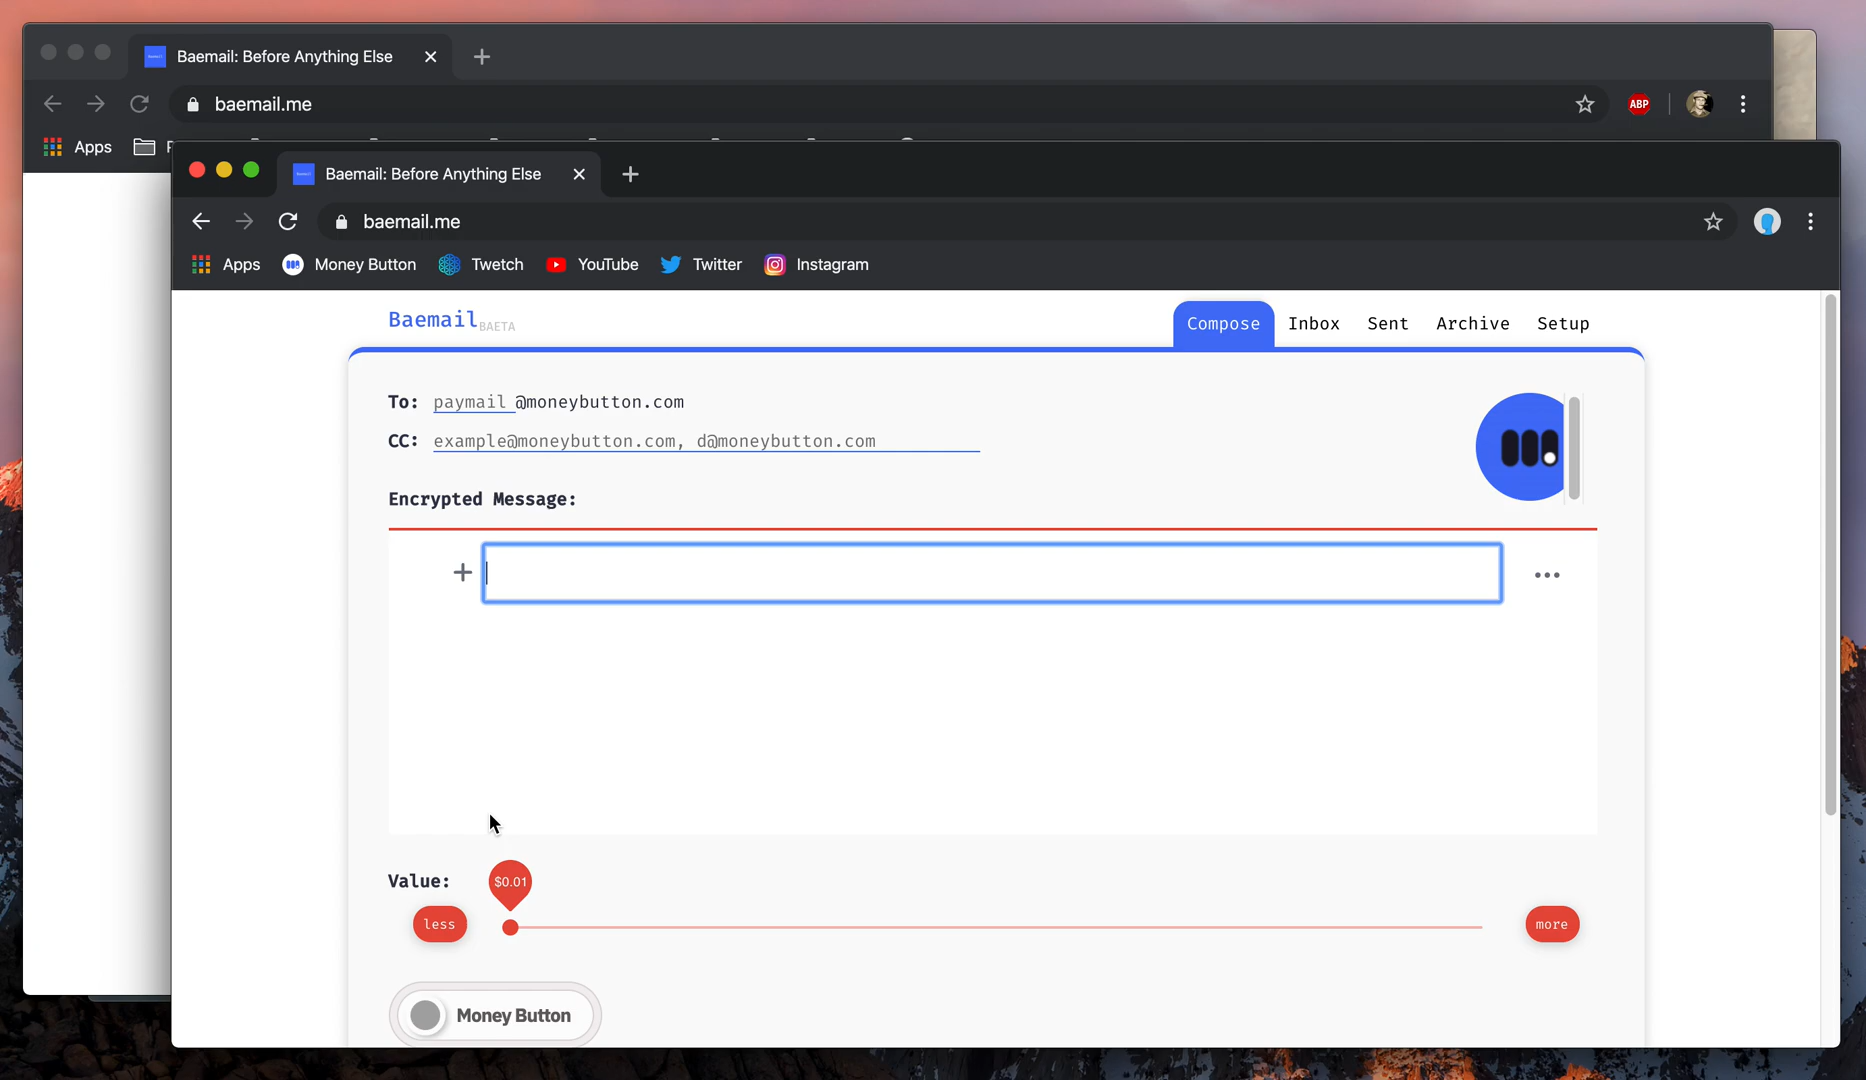 Baemail: Before Anything Else
baemail.me
ABP
Apps
Baemail: Before Anything Else
baemail.me
Apps Money Button Twetch YouTube Twitter Instagram
Baemail BAETA
Compose Inbox Sent Archive Setup
To: paymail @moneybutton.com
CC: example@moneybutton.com, d@moneybutton.com
Encrypted Message:
Value: $0.01
less more
Money Button